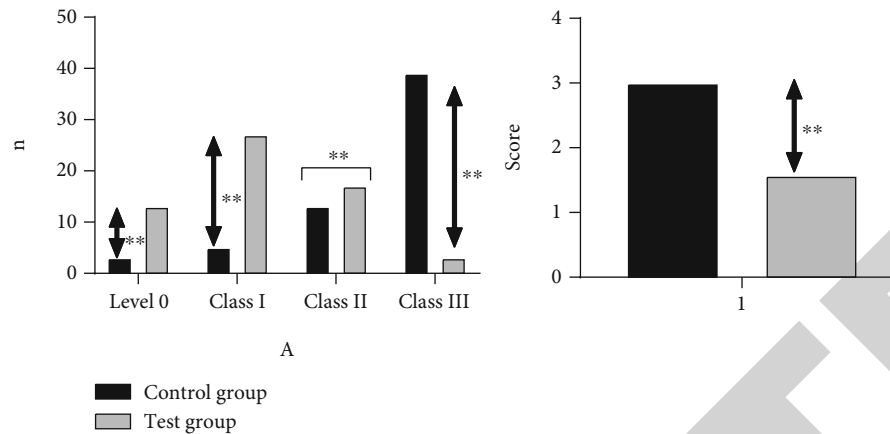 50
40
30
20
10
0
n
**
**
**
**
Level 0
Class I
Class II
Class III
A
Control group
Test group
4
3
2
1
0
Score
**
1